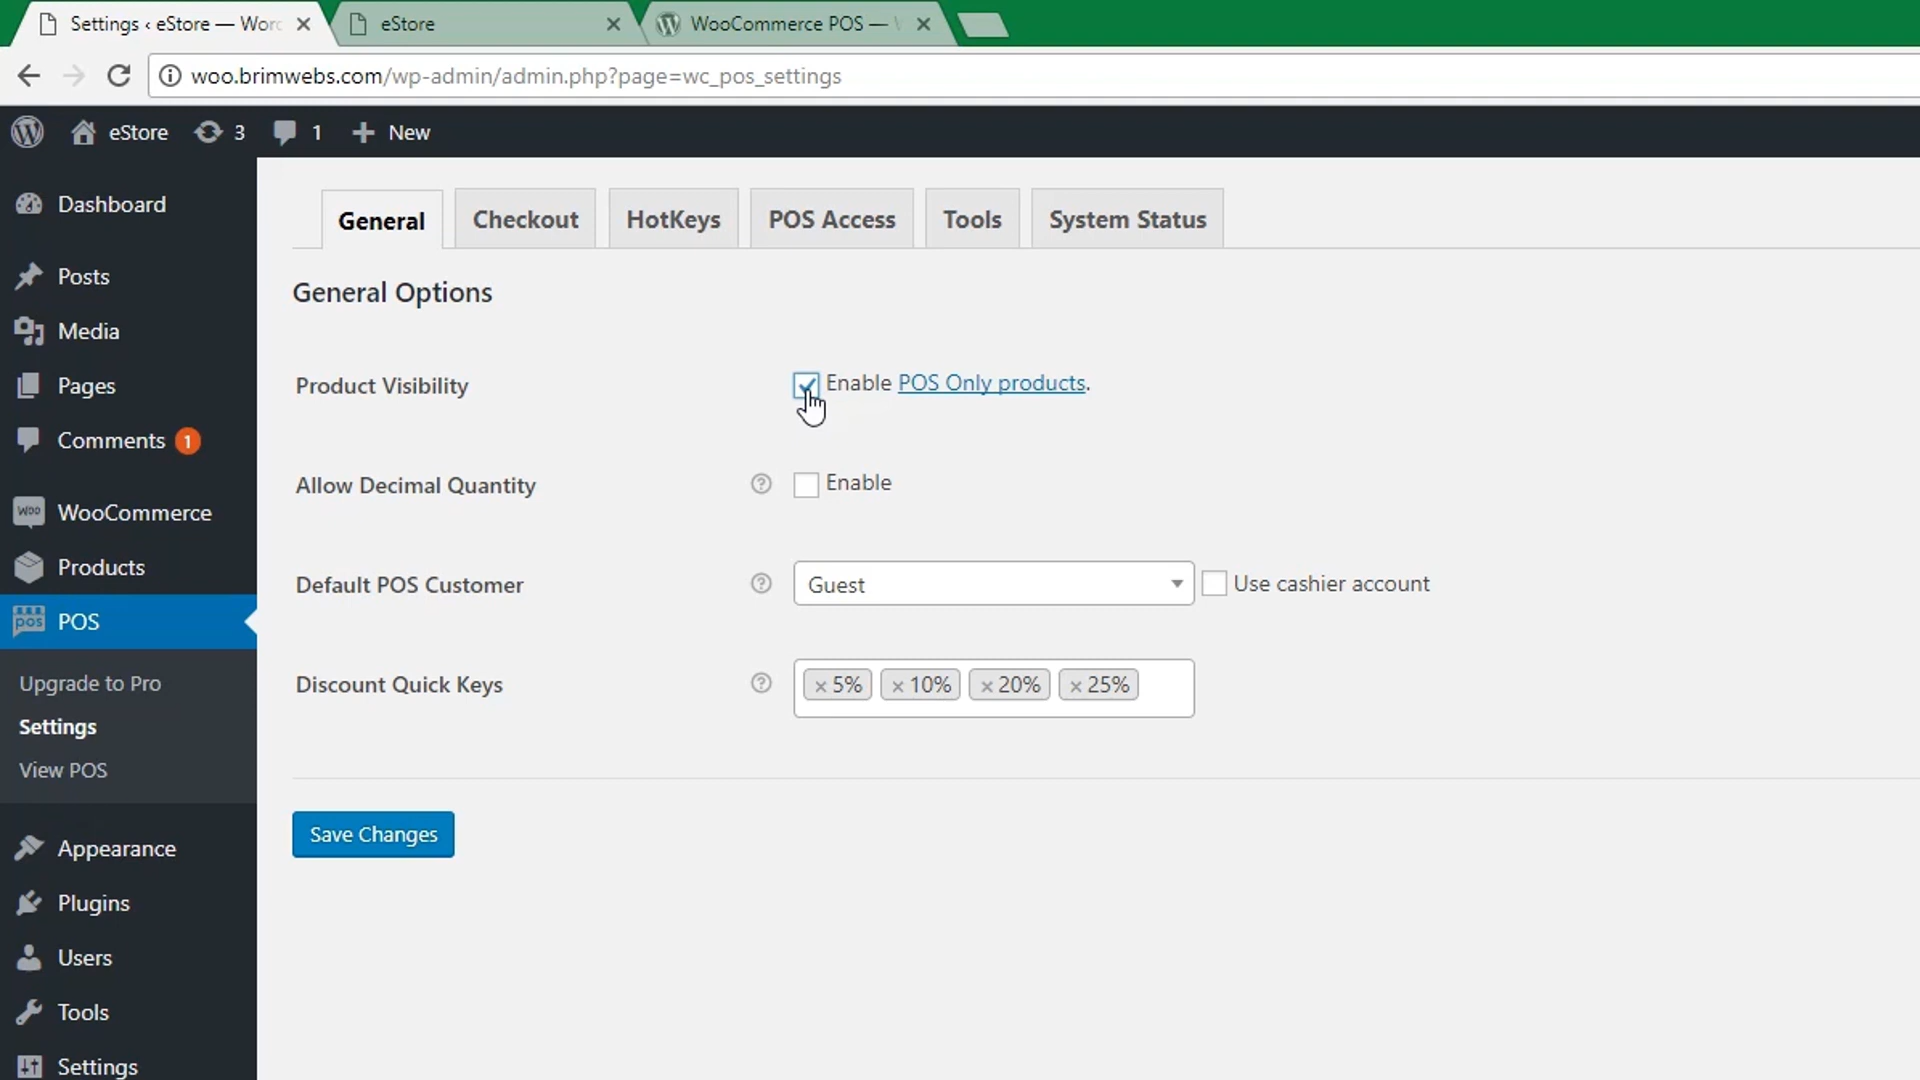 Settings ‹ eStore — Word
eStore
WooCommerce POS —
woo.brimwebs.com/wp-admin/admin.php?page=wc_pos_settings
eStore 3 1 New
Dashboard
Posts
Media
Pages
Comments 1
WooCommerce
Products
POS
Upgrade to Pro
Settings
View POS
Appearance
Plugins
Users
Tools
Settings
General
Checkout
HotKeys
POS Access
Tools
System Status
General Options
Product Visibility
Enable POS Only products.
Allow Decimal Quantity
? Enable
Default POS Customer
? Guest
Use cashier account
Discount Quick Keys
? × 5% × 10% × 20% × 25%
Save Changes